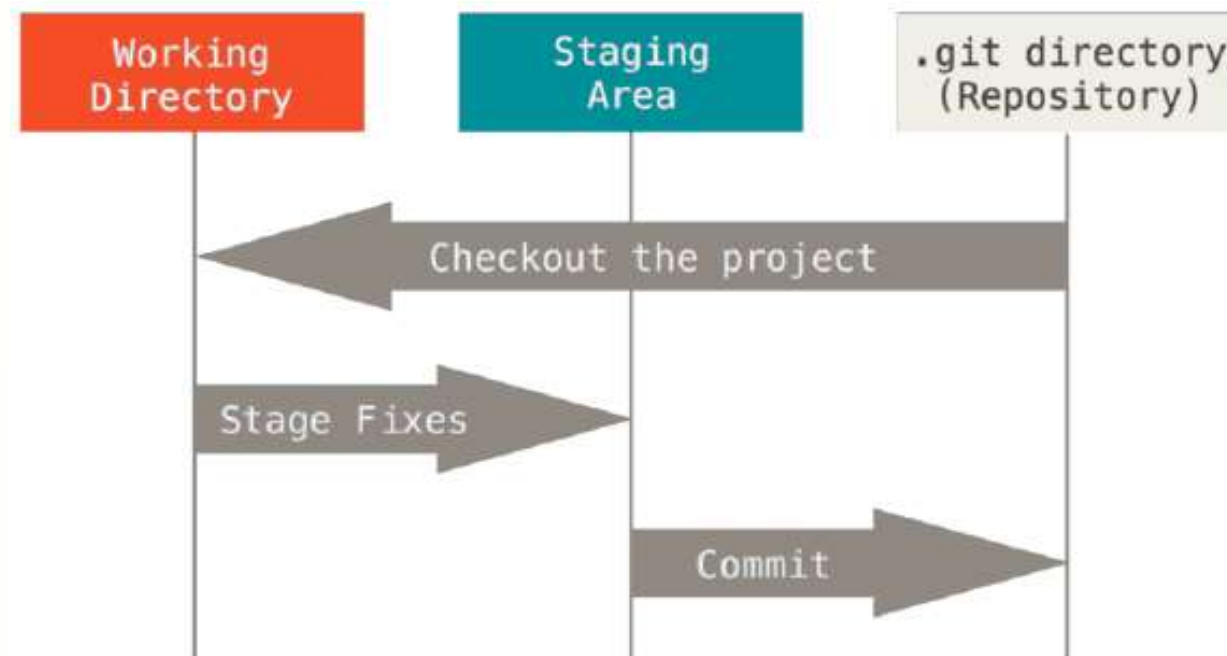 Working
Directory
Staging
Area
.git directory
(Repository)
Checkout the project
Stage Fixes
Commit